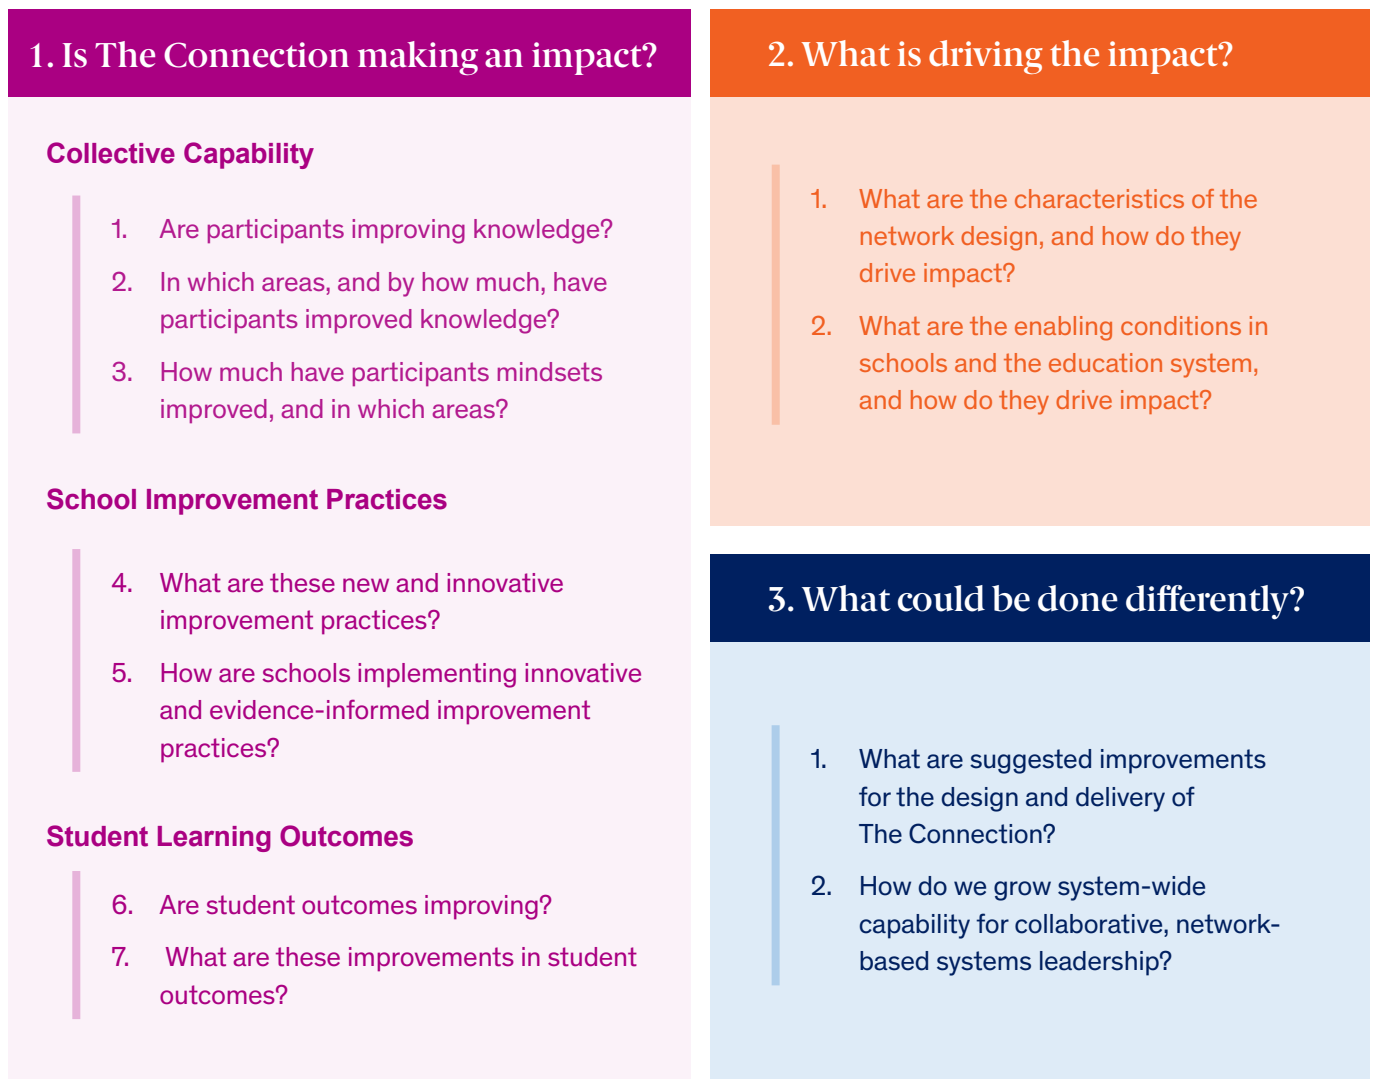 1. Is The Connection making an impact?
Collective Capability
1. Are participants improving knowledge?
2. In which areas, and by how much, have
participants improved knowledge?
3. How much have participants mindsets
improved, and in which areas?
School Improvement Practices
4. What are these new and innovative
improvement practices?
5. How are schools implementing innovative
and evidence-informed improvement
practices?
Student Learning Outcomes
6. Are student outcomes improving?
7. What are these improvements in student
outcomes?
2. What is driving the impact?
1. What are the characteristics of the
network design, and how do they
drive impact?
2. What are the enabling conditions in
schools and the education system,
and how do they drive impact?
3. What could be done differently?
1. What are suggested improvements
for the design and delivery of
The Connection?
2. How do we grow system-wide
capability for collaborative, network-
based systems leadership?